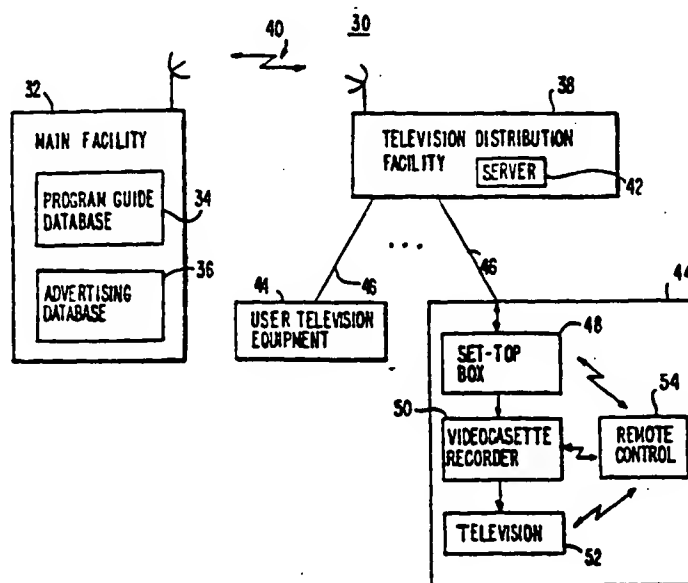 30
40
32
38
MAIN FACILITY
PROGRAM GUIDE
DATABASE
34
ADVERTISING
DATABASE
36
TELEVISION DISTRIBUTION
FACILITY
SERVER
42
...
46
46
44
USER TELEVISION
EQUIPMENT
44
SET-TOP
BOX
48
50
VIDEOCASETTE
RECORDER
54
REMOTE
CONTROL
TELEVISION
52